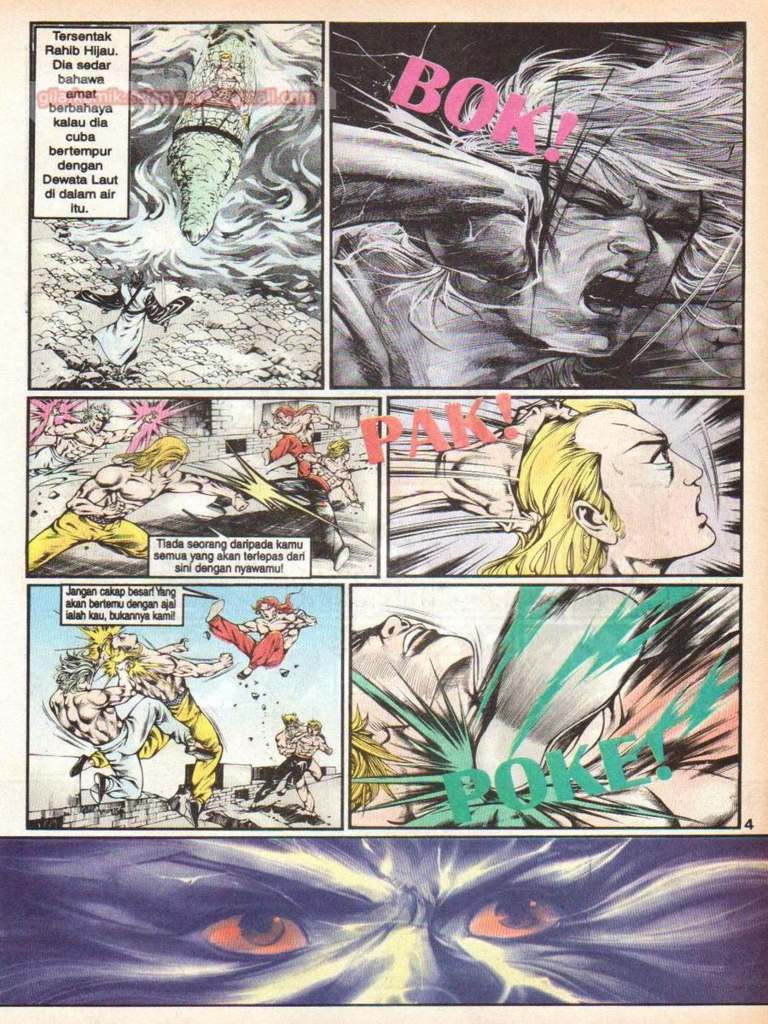 Tersentak
Rahib Hijau.
Dia sedar
bahawa
amat
berbahaya
kalau dia
cuba
bertempur
dengan
Dewata Laut
di dalam air
itu.
BOK!
PAK!
Tiada seorang daripada kamu
semua yang akan terlepas dari
sini dengan nyawamu!
Jangan cakap besar! Yang
akan bertemu dengan ajal
ialah kau, bukannya kami!
POKE!
4